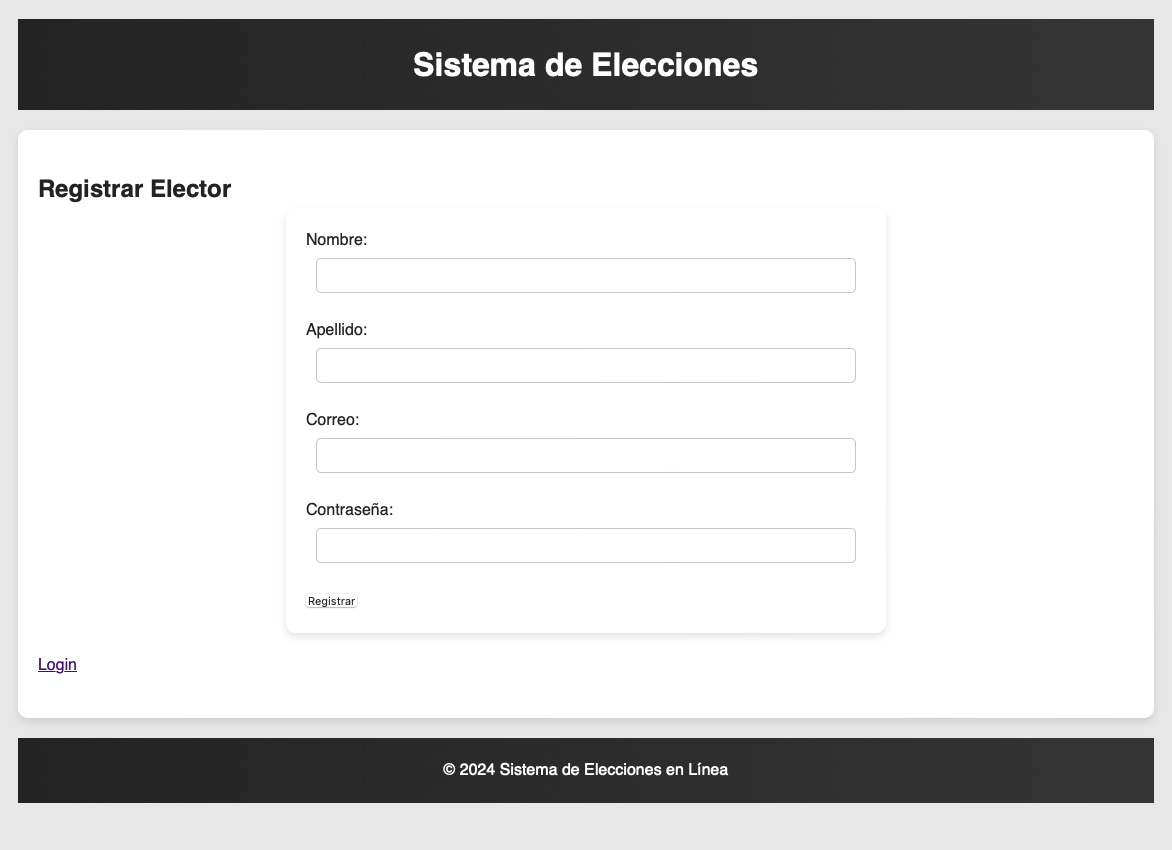 Sistema de Elecciones
Registrar Elector
Nombre:
Apellido:
Correo:
Contraseña:
Registrar
Login
© 2024 Sistema de Elecciones en Línea